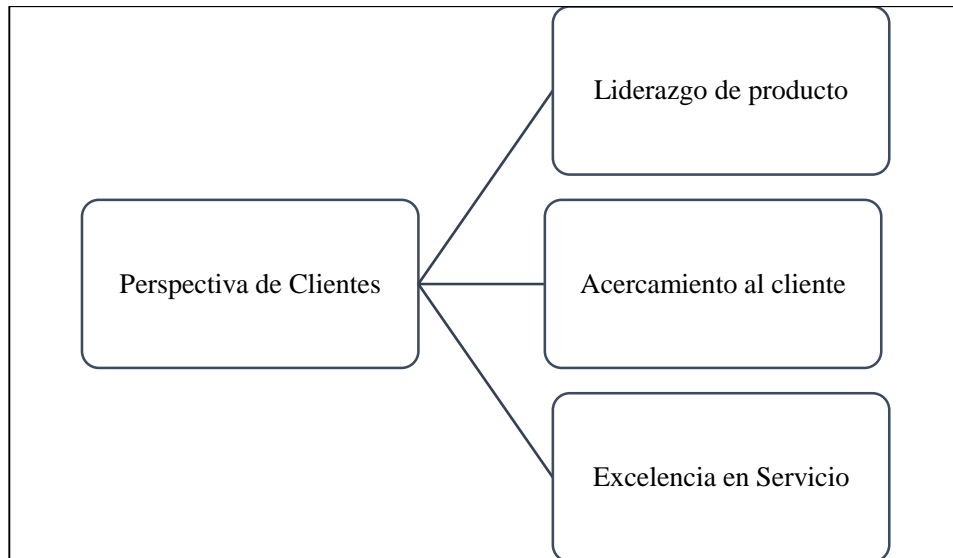 Liderazgo de producto
Perspectiva de Clientes
Acercamiento al cliente
Excelencia en Servicio